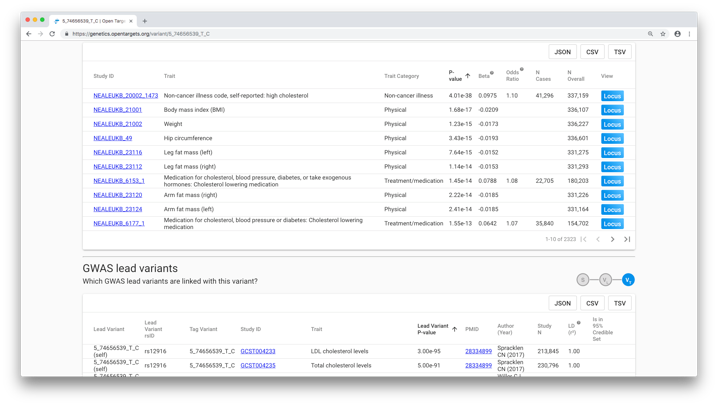 5_74656539_T_C | Open Target
https://genetics.opentargets.org/variant/5_74656539_T_C
JSON CSV TSV
Study ID Trait Trait Category P-value Beta Odds Ratio N Cases N Overall View
NEALEUKB_20002_1473 Non-cancer illness code, self-reported: high cholesterol Non-cancer illness 4.01e-38 0.0975 1.10 41,296 337,159 Locus
NEALEUKB_21001 Body mass index (BMI) Physical 1.68e-17 -0.0209 336,107 Locus
NEALEUKB_21002 Weight Physical 1.23e-15 -0.0173 336,227 Locus
NEALEUKB_49 Hip circumference Physical 3.43e-15 -0.0193 336,601 Locus
NEALEUKB_23116 Leg fat mass (left) Physical 7.64e-15 -0.0152 331,275 Locus
NEALEUKB_23112 Leg fat mass (right) Physical 1.14e-14 -0.0153 331,293 Locus
NEALEUKB_6153_1 Medication for cholesterol, blood pressure, diabetes, or take exogenous hormones: Cholesterol lowering medication Treatment/medication 1.45e-14 0.0788 1.08 22,705 180,203 Locus
NEALEUKB_23120 Arm fat mass (right) Physical 2.22e-14 -0.0185 331,226 Locus
NEALEUKB_23124 Arm fat mass (left) Physical 2.41e-14 -0.0185 331,164 Locus
NEALEUKB_6177_1 Medication for cholesterol, blood pressure or diabetes: Cholesterol lowering medication Treatment/medication 1.55e-13 0.0642 1.07 35,840 154,702 Locus
1-10 of 2323
GWAS lead variants
Which GWAS lead variants are linked with this variant?
JSON CSV TSV
Lead Variant Lead Variant rsID Tag Variant Study ID Trait Lead Variant P-value PMID Author (Year) Study N LD (r²) Is in 95% Credible Set
5_74656539_T_C (self) rs12916 5_74656539_T_C GCST004233 LDL cholesterol levels 3.00e-95 28334899 Spracklen CN (2017) 213,845 1.00
5_74656539_T_C (self) rs12916 5_74656539_T_C GCST004235 Total cholesterol levels 5.00e-91 28334899 Spracklen CN (2017) 230,796 1.00